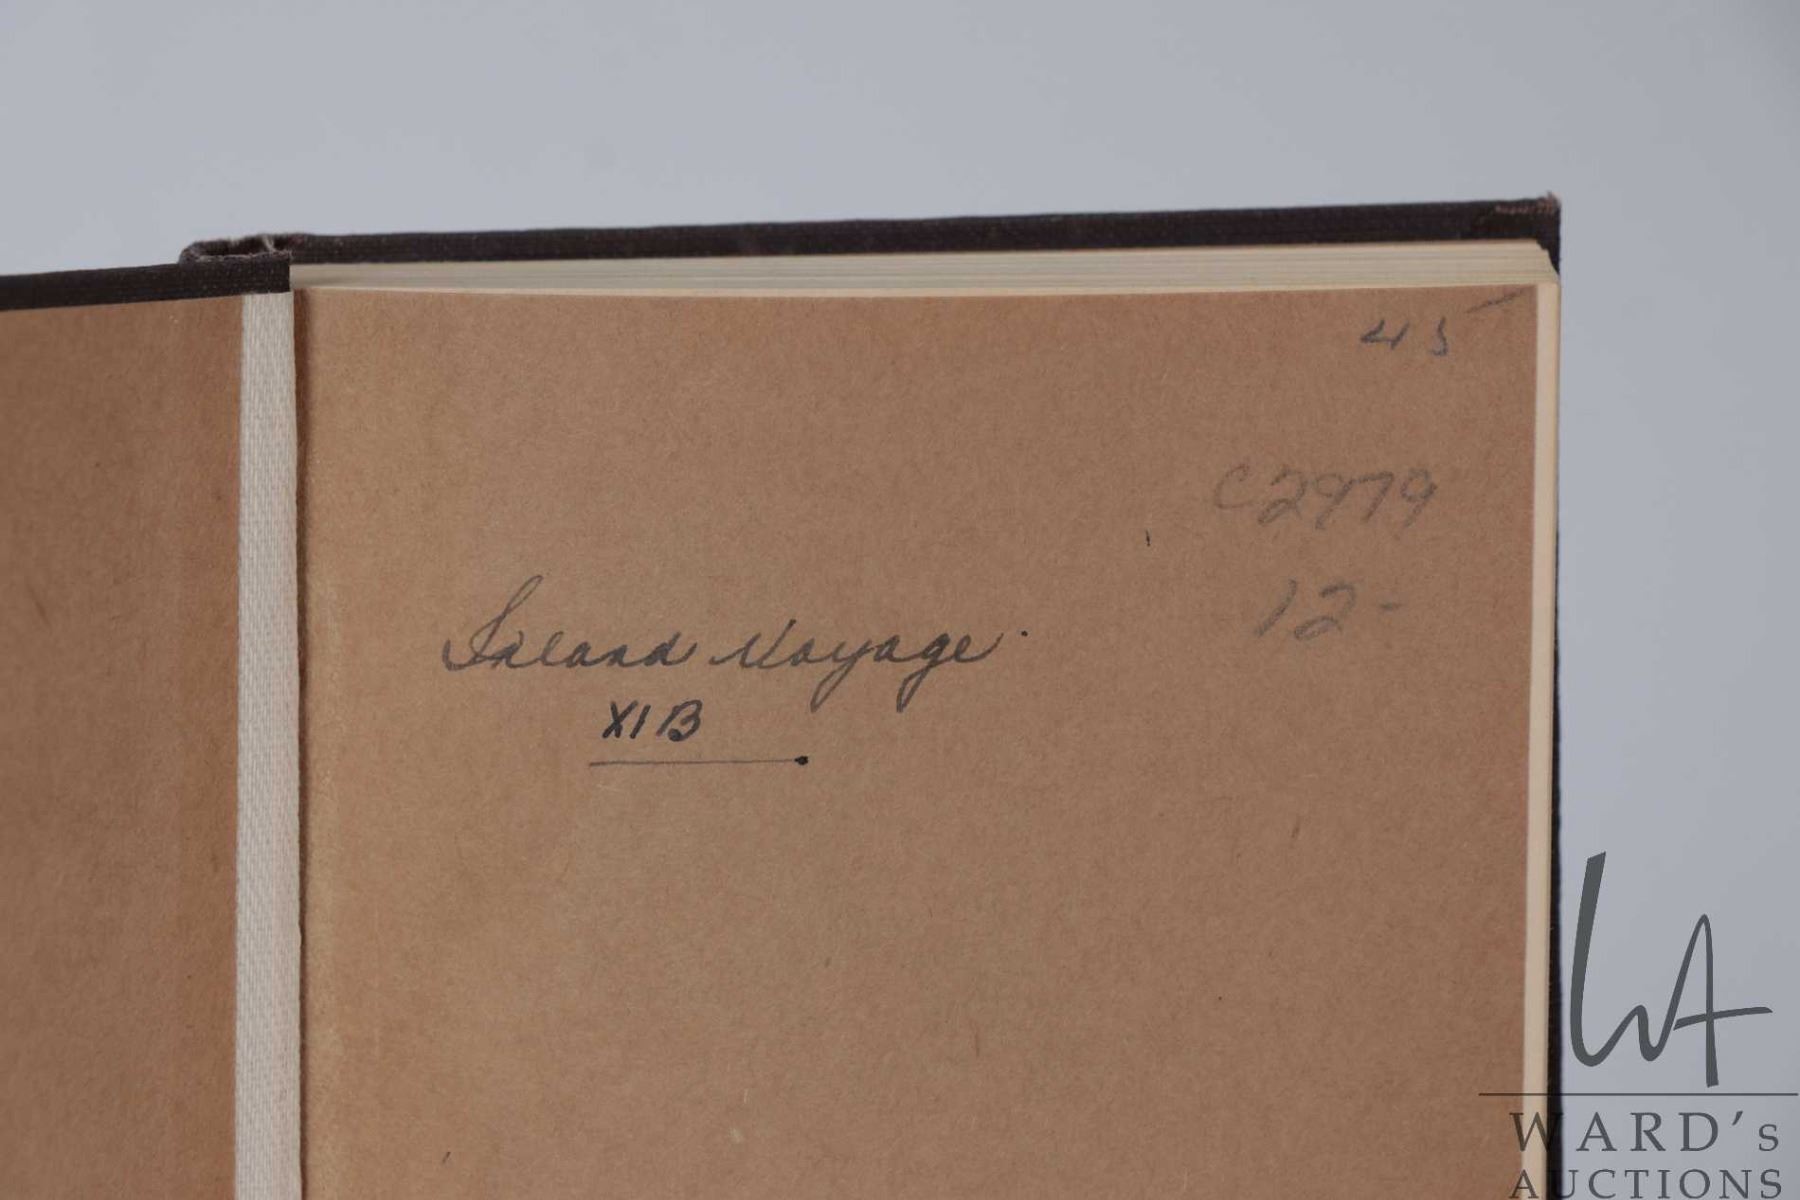 45
C2979
12-
Inland Voyage.
XIB
WARD's
AUCTIONS